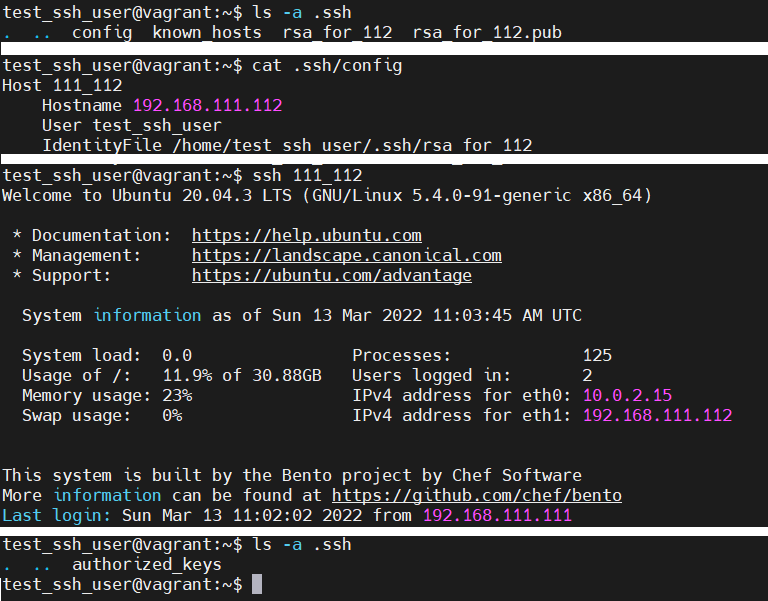 test_ssh_user@vagrant:~$ ls -a .ssh
.  ..  config  known_hosts  rsa_for_112  rsa_for_112.pub
test_ssh_user@vagrant:~$ cat .ssh/config
Host 111_112
    Hostname 192.168.111.112
    User test_ssh_user
    IdentityFile /home/test_ssh_user/.ssh/rsa_for_112
test_ssh_user@vagrant:~$ ssh 111_112
Welcome to Ubuntu 20.04.3 LTS (GNU/Linux 5.4.0-91-generic x86_64)
 * Documentation:  https://help.ubuntu.com
 * Management:     https://landscape.canonical.com
 * Support:        https://ubuntu.com/advantage
  System information as of Sun 13 Mar 2022 11:03:45 AM UTC
  System load:  0.0                Processes:             125
  Usage of /:   11.9% of 30.88GB   Users logged in:       2
  Memory usage: 23%                IPv4 address for eth0: 10.0.2.15
  Swap usage:   0%                 IPv4 address for eth1: 192.168.111.112
This system is built by the Bento project by Chef Software
More information can be found at https://github.com/chef/bento
Last login: Sun Mar 13 11:02:02 2022 from 192.168.111.111
test_ssh_user@vagrant:~$ ls -a .ssh
.  ..  authorized_keys
test_ssh_user@vagrant:~$